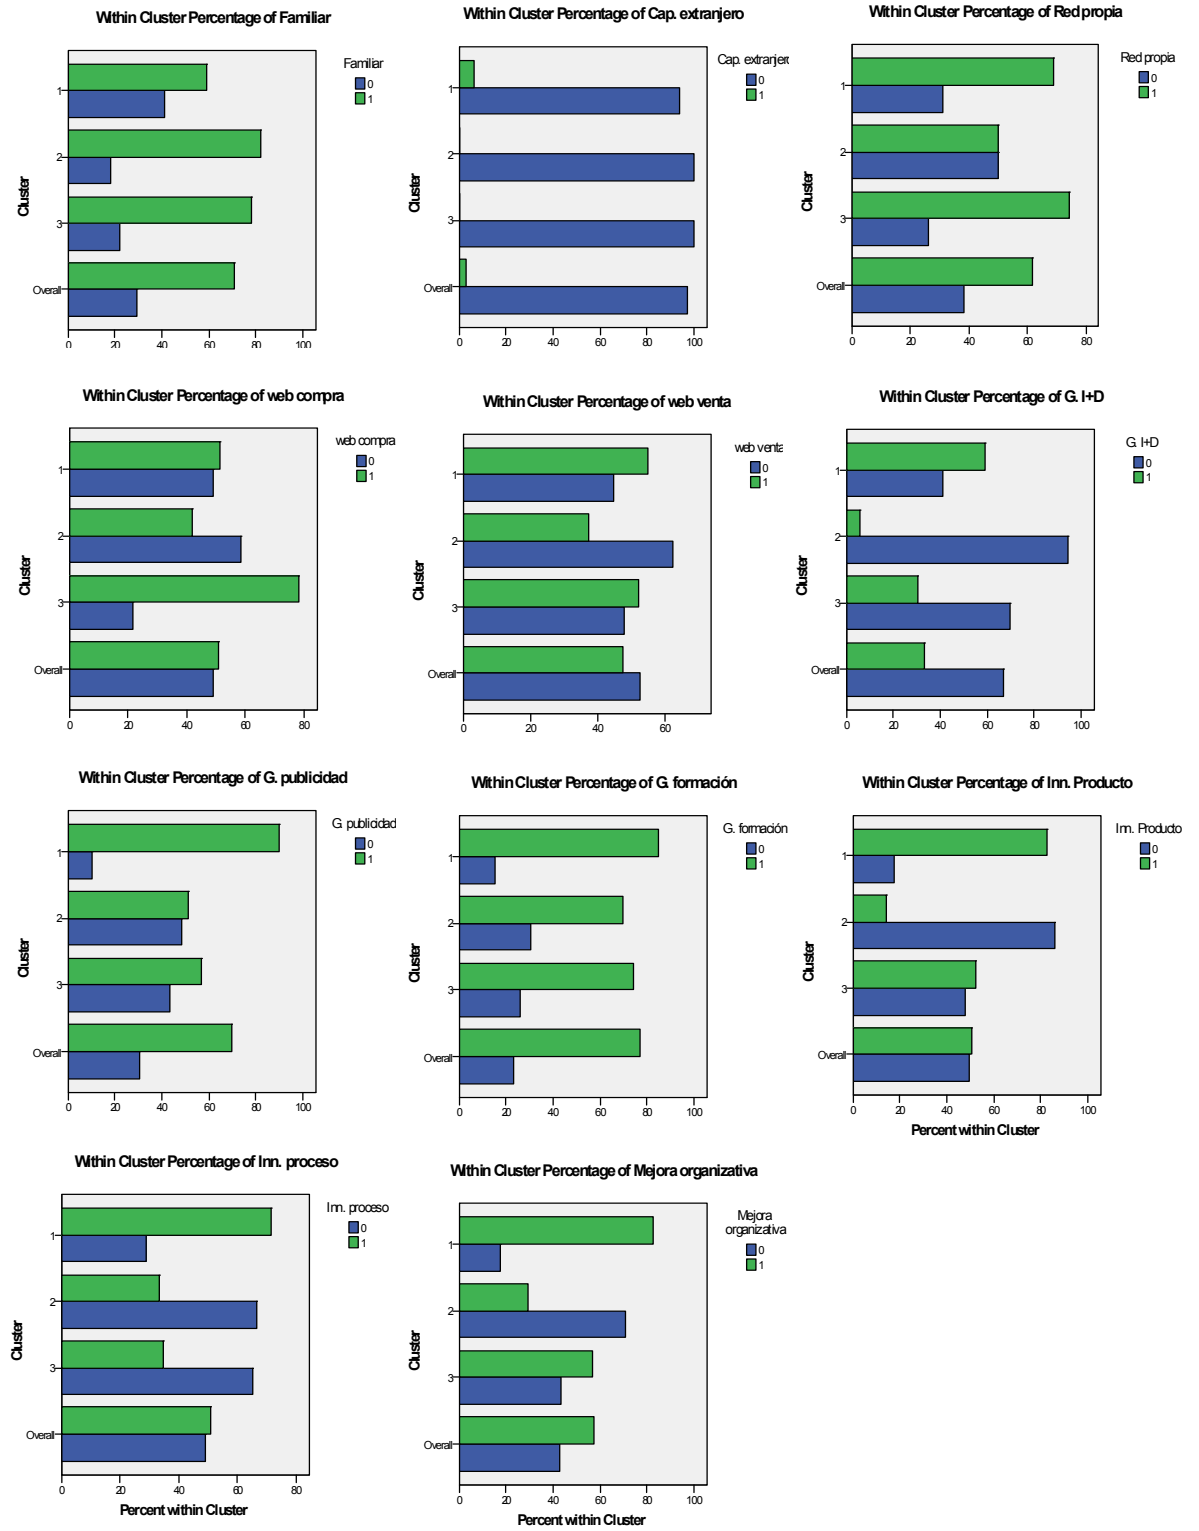 Within Cluster Percentage of Familiar
Familiar
0
1
Cluster
1
2
3
Overall
0 20 40 60 80 100
Within Cluster Percentage of Cap. extranjero
Cap. extranjero
0
1
Cluster
1
2
3
Overall
0 20 40 60 80 100
Within Cluster Percentage of Red propia
Red propia
0
1
Cluster
1
2
3
Overall
0 20 40 60 80
Within Cluster Percentage of web compra
web compra
0
1
Cluster
1
2
3
Overall
0 20 40 60 80
Within Cluster Percentage of web venta
web venta
0
1
Cluster
1
2
3
Overall
0 20 40 60
Within Cluster Percentage of G. I+D
G. I+D
0
1
Cluster
1
2
3
Overall
0 20 40 60 80 100
Within Cluster Percentage of G. publicidad
G. publicidad
0
1
Cluster
1
2
3
Overall
0 20 40 60 80 100
Within Cluster Percentage of G. formación
G. formación
0
1
Cluster
1
2
3
Overall
0 20 40 60 80 100
Within Cluster Percentage of Inn. Producto
Inn. Producto
0
1
Cluster
1
2
3
Overall
0 20 40 60 80 100
Percent within Cluster
Within Cluster Percentage of Inn. proceso
Inn. proceso
0
1
Cluster
1
2
3
Overall
0 20 40 60 80
Percent within Cluster
Within Cluster Percentage of Mejora organizativa
Mejora
organizativa
0
1
Cluster
1
2
3
Overall
0 20 40 60 80 100
Percent within Cluster